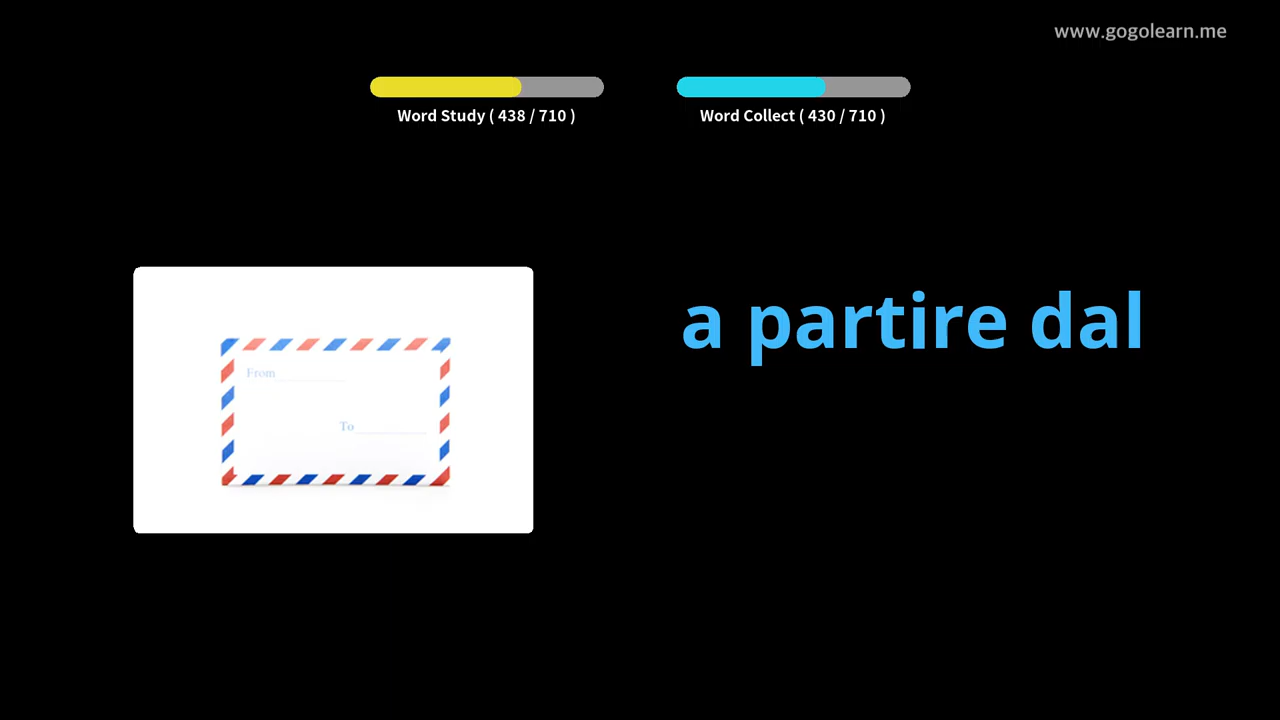 www.gogolearn.me
Word Study ( 438 / 710 )
Word Collect ( 430 / 710 )
a partire dal
From
To